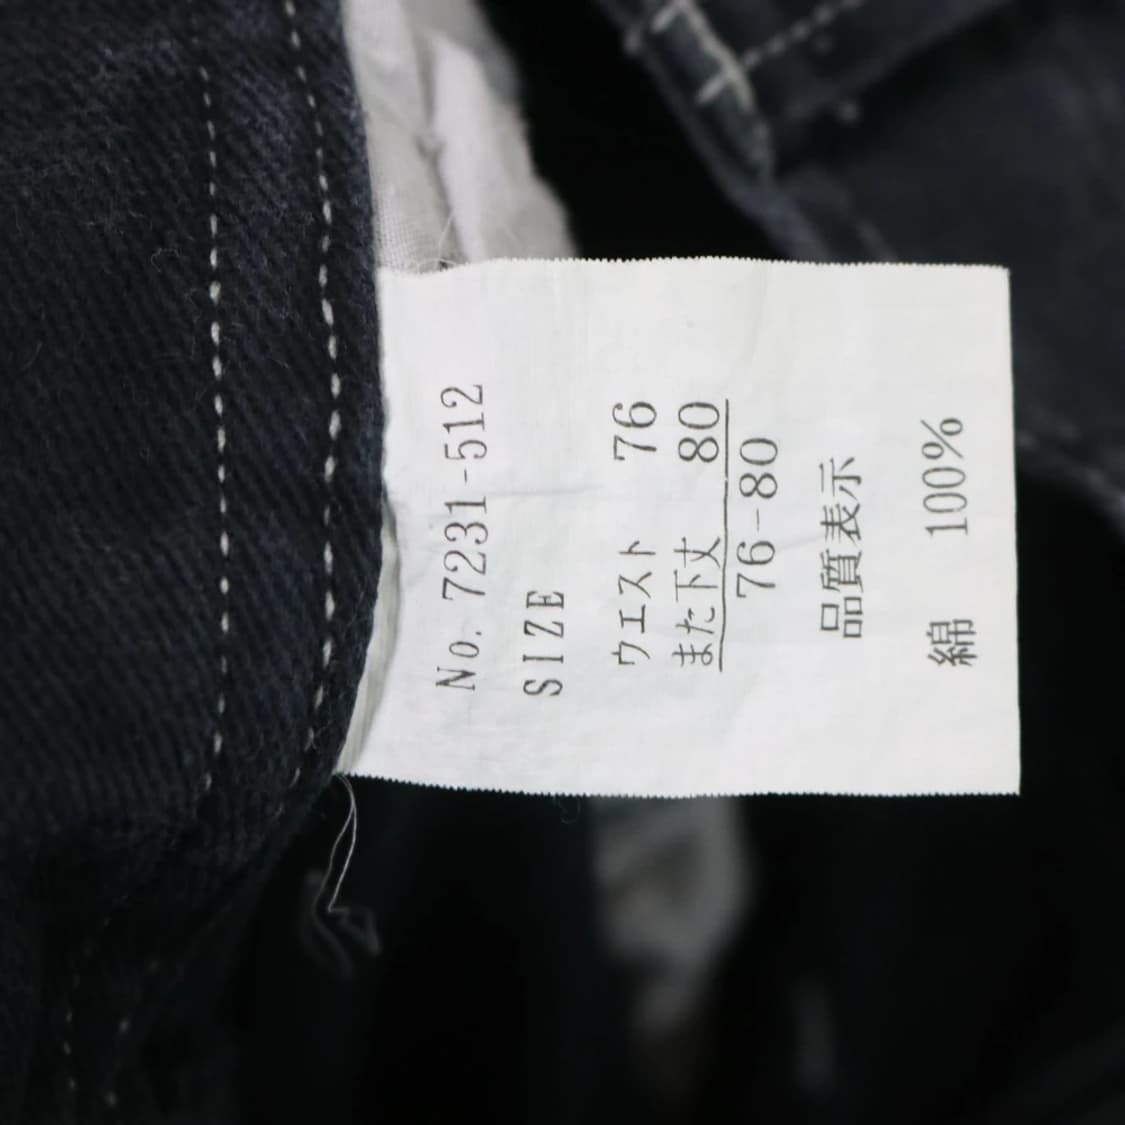 No. 7231-512
SIZE
ウエスト 76
また下丈 80
76-80
品質表示
綿 100%